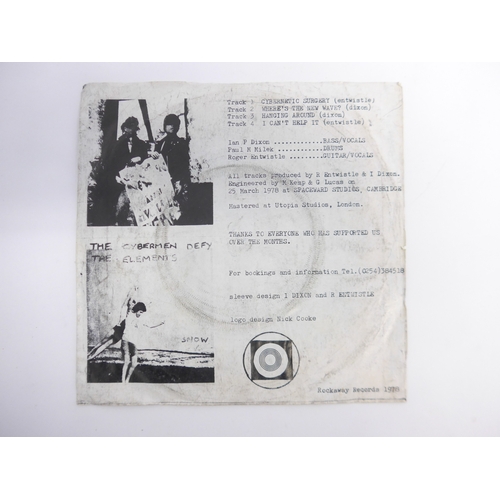 Track 1 CYBERNETIC SURGERY (entwistle)
Track 2 WHERE'S THE NEW WAVE? (dixon)
Track 3 HANGING AROUND (dixon)
Track 4 I CAN'T HELP IT (entwistle)
Ian P Dixon .............BASS/VOCALS
Paul M Milek ............DRUMS
Roger Entwistle..........GUITAR/VOCALS
All tracks produced by R Entwistle & I Dixon.
Engineered by M Kemp & G Lucas on
25 March 1978 at SPACEWARD STUDIOS, CAMBRIDGE
Mastered at Utopia Studios, London.
THANKS TO EVERYONE WHO HAS SUPPORTED US
OVER THE MONTHS.
THE CYBERMEN DEFY
THE ELEMENTS
For bookings and information Tel.(0254)384518
sleeve design I DIXON and R ENTWISTLE
logo design Nick Cooke
SNOW
Rockaway Records 1978